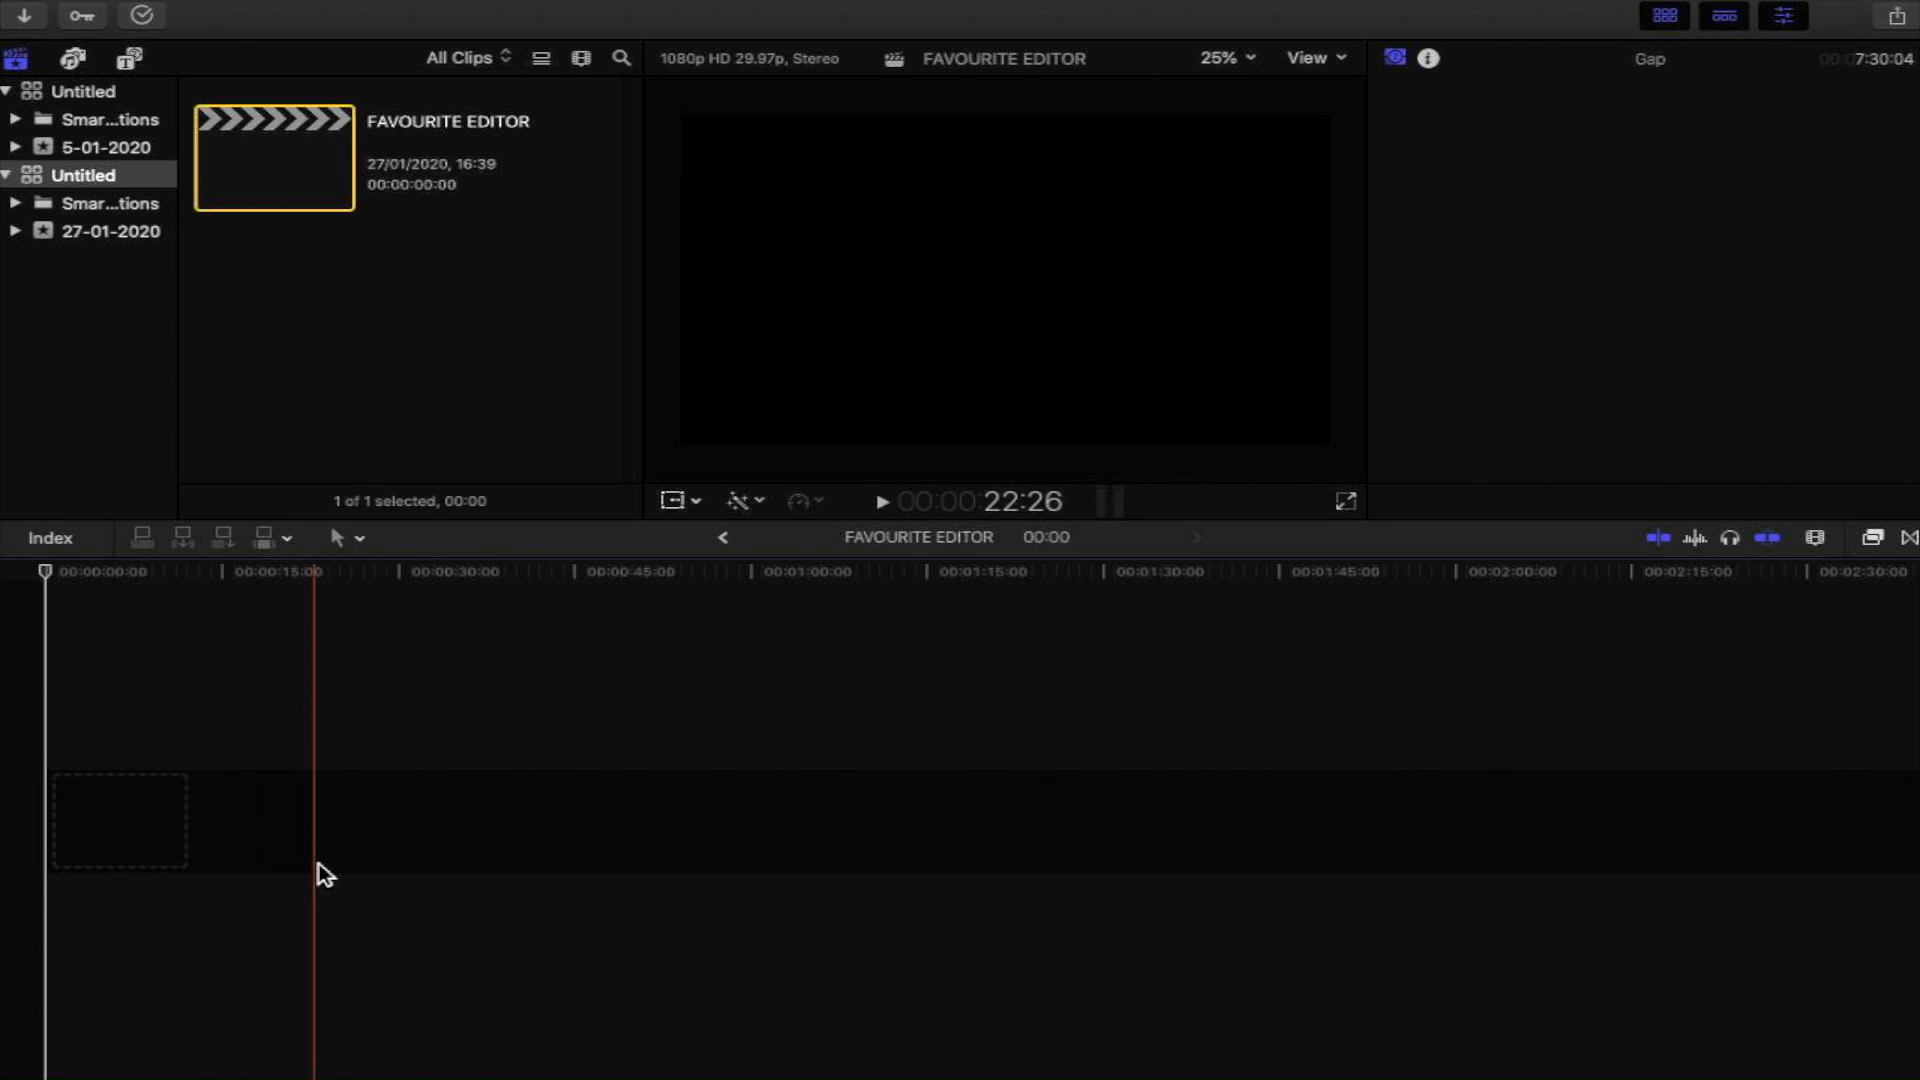 All Clips
1080p HD 29.97p, Stereo
FAVOURITE EDITOR
25%
View
Gap
00:07:30:04
Untitled
Smar...tions
5-01-2020
Untitled
Smar...tions
27-01-2020
FAVOURITE EDITOR
27/01/2020, 16:39
00:00:00:00
1 of 1 selected, 00:00
00:00:22:26
Index
FAVOURITE EDITOR
00:00
00:00:00:00
00:00:15:00
00:00:30:00
00:00:45:00
00:01:00:00
00:01:15:00
00:01:30:00
00:01:45:00
00:02:00:00
00:02:15:00
00:02:30:00